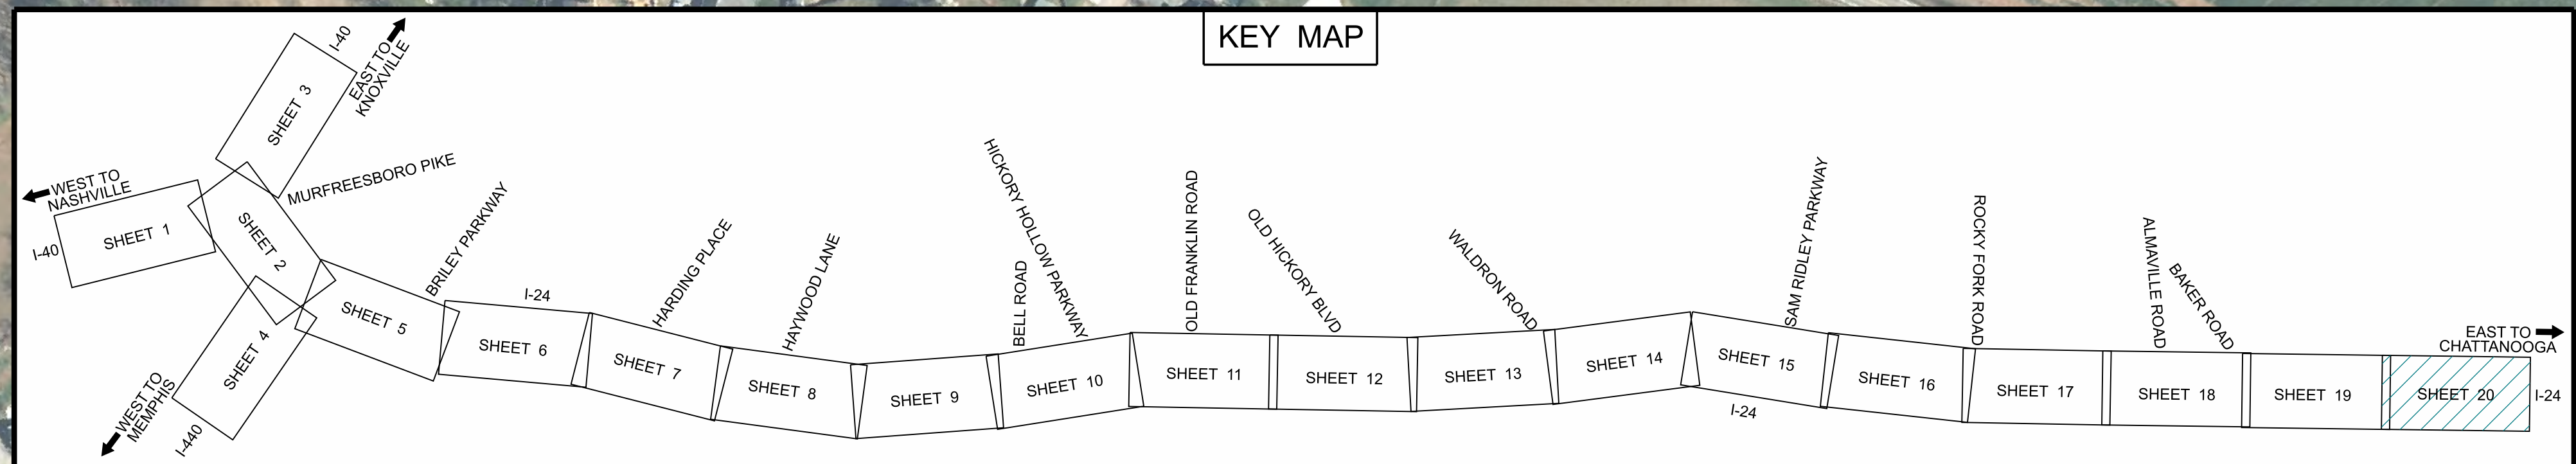 KEY MAP
I-40
EAST TO
KNOXVILLE
SHEET 3
MURFREESBORO PIKE
WEST TO
NASHVILLE
I-40
SHEET 1
SHEET 2
SHEET 4
WEST TO
MEMPHIS
I-440
SHEET 5
BRILEY PARKWAY
I-24
SHEET 6
HARDING PLACE
SHEET 7
HAYWOOD LANE
SHEET 8
SHEET 9
BELL ROAD
HICKORY HOLLOW PARKWAY
SHEET 10
OLD FRANKLIN ROAD
SHEET 11
OLD HICKORY BLVD
SHEET 12
WALDRON ROAD
SHEET 13
SHEET 14
SAM RIDLEY PARKWAY
SHEET 15
I-24
SHEET 16
ROCKY FORK ROAD
SHEET 17
ALMAVILLE ROAD
SHEET 18
BAKER ROAD
SHEET 19
EAST TO
CHATTANOOGA
SHEET 20
I-24